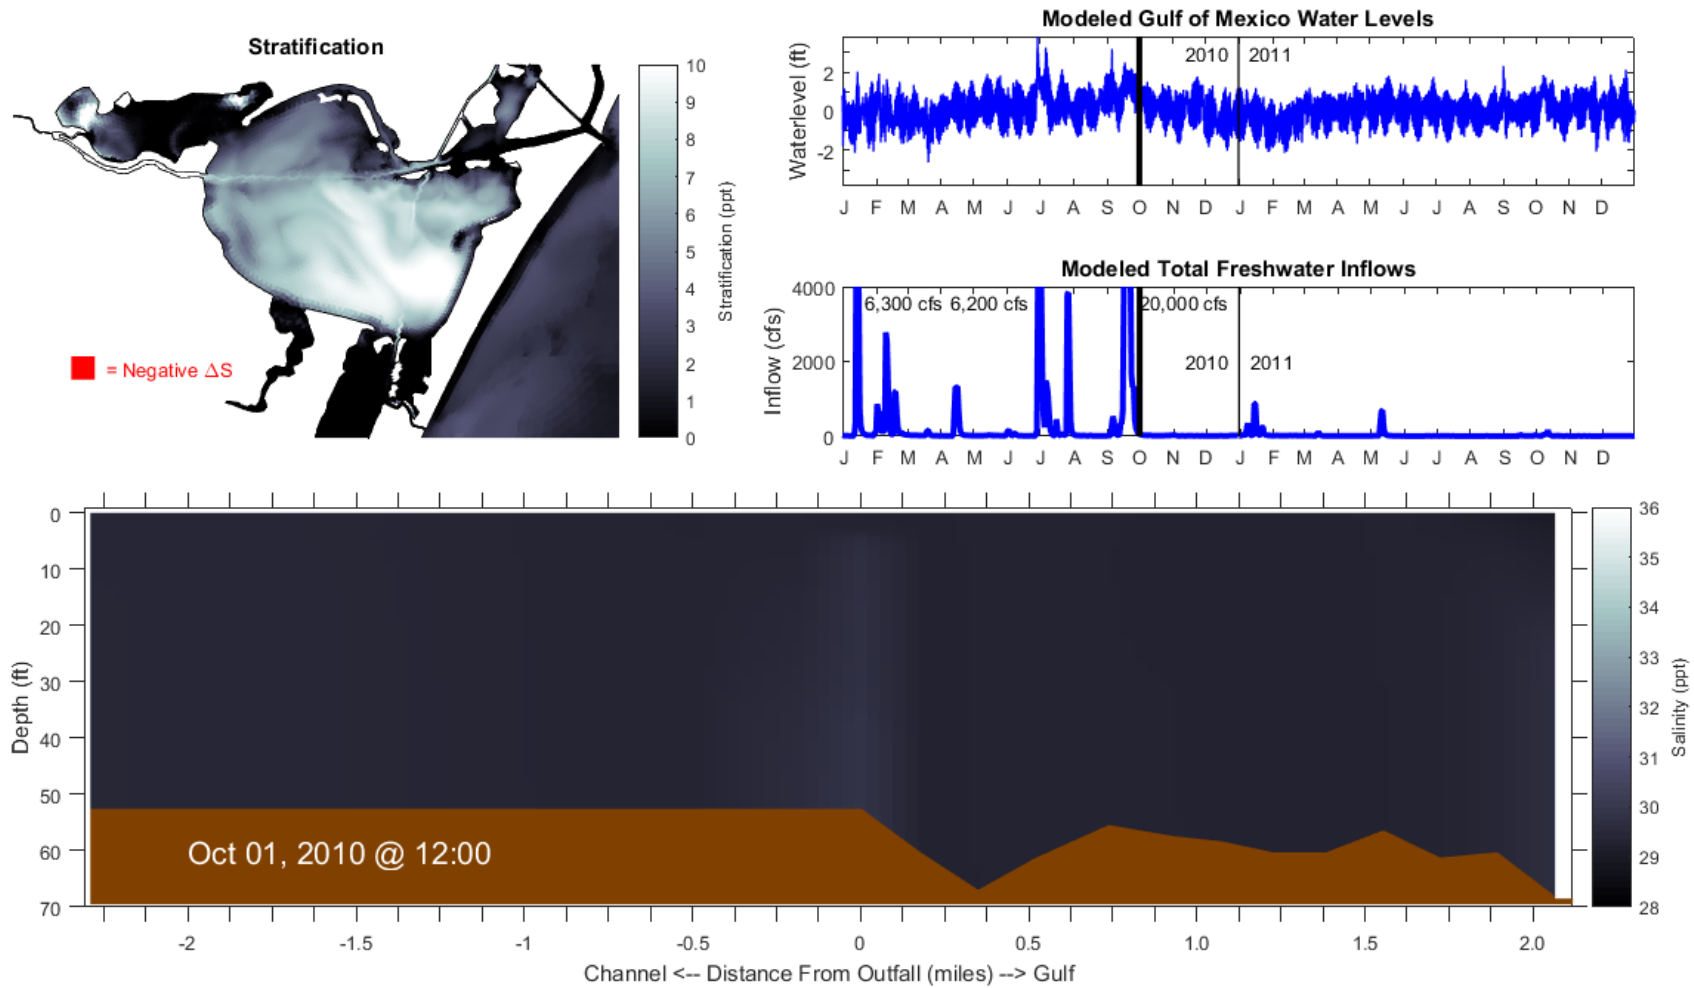 Stratification
10
9
8
7
6
5
4
3
2
1
0
Stratification (ppt)
= Negative ΔS
Modeled Gulf of Mexico Water Levels
Waterlevel (ft)
2
0
-2
2010 2011
J F M A M J J A S O N D J F M A M J J A S O N D
Modeled Total Freshwater Inflows
Inflow (cfs)
4000
2000
0
6,300 cfs 6,200 cfs 20,000 cfs
2010 2011
J F M A M J J A S O N D J F M A M J J A S O N D
Depth (ft)
0
10
20
30
40
50
60
70
Oct 01, 2010 @ 12:00
-2 -1.5 -1 -0.5 0 0.5 1.0 1.5 2.0
Channel <-- Distance From Outfall (miles) --> Gulf
36
35
34
33
32
31
30
29
28
Salinity (ppt)